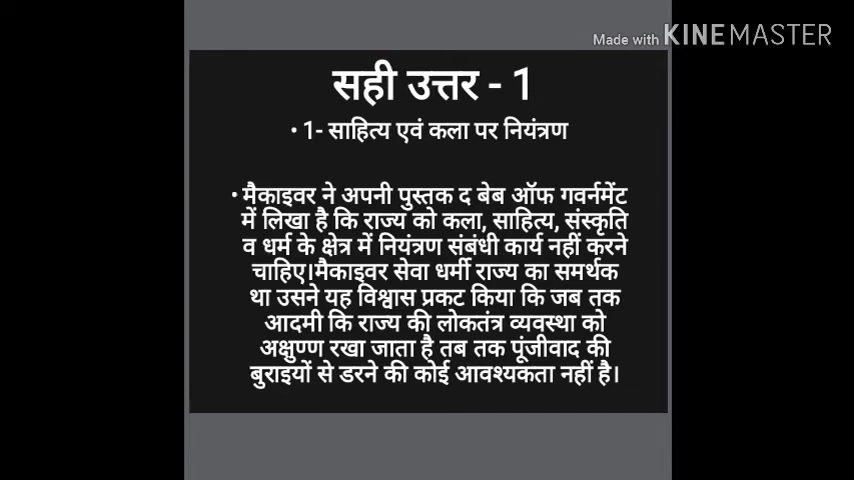 Made with KINEMASTER
सही उत्तर - 1
• 1- साहित्य एवं कला पर नियंत्रण
• मैकाइवर ने अपनी पुस्तक द बेब ऑफ गवर्नमेंट
में लिखा है कि राज्य को कला, साहित्य, संस्कृति
व धर्म के क्षेत्र में नियंत्रण संबंधी कार्य नहीं करने
चाहिए।मैकाइवर सेवा धर्मी राज्य का समर्थक
था उसने यह विश्वास प्रकट किया कि जब तक
आदमी कि राज्य की लोकतंत्र व्यवस्था को
अक्षुण्ण रखा जाता है तब तक पूंजीवाद की
बुराइयों से डरने की कोई आवश्यकता नहीं है।